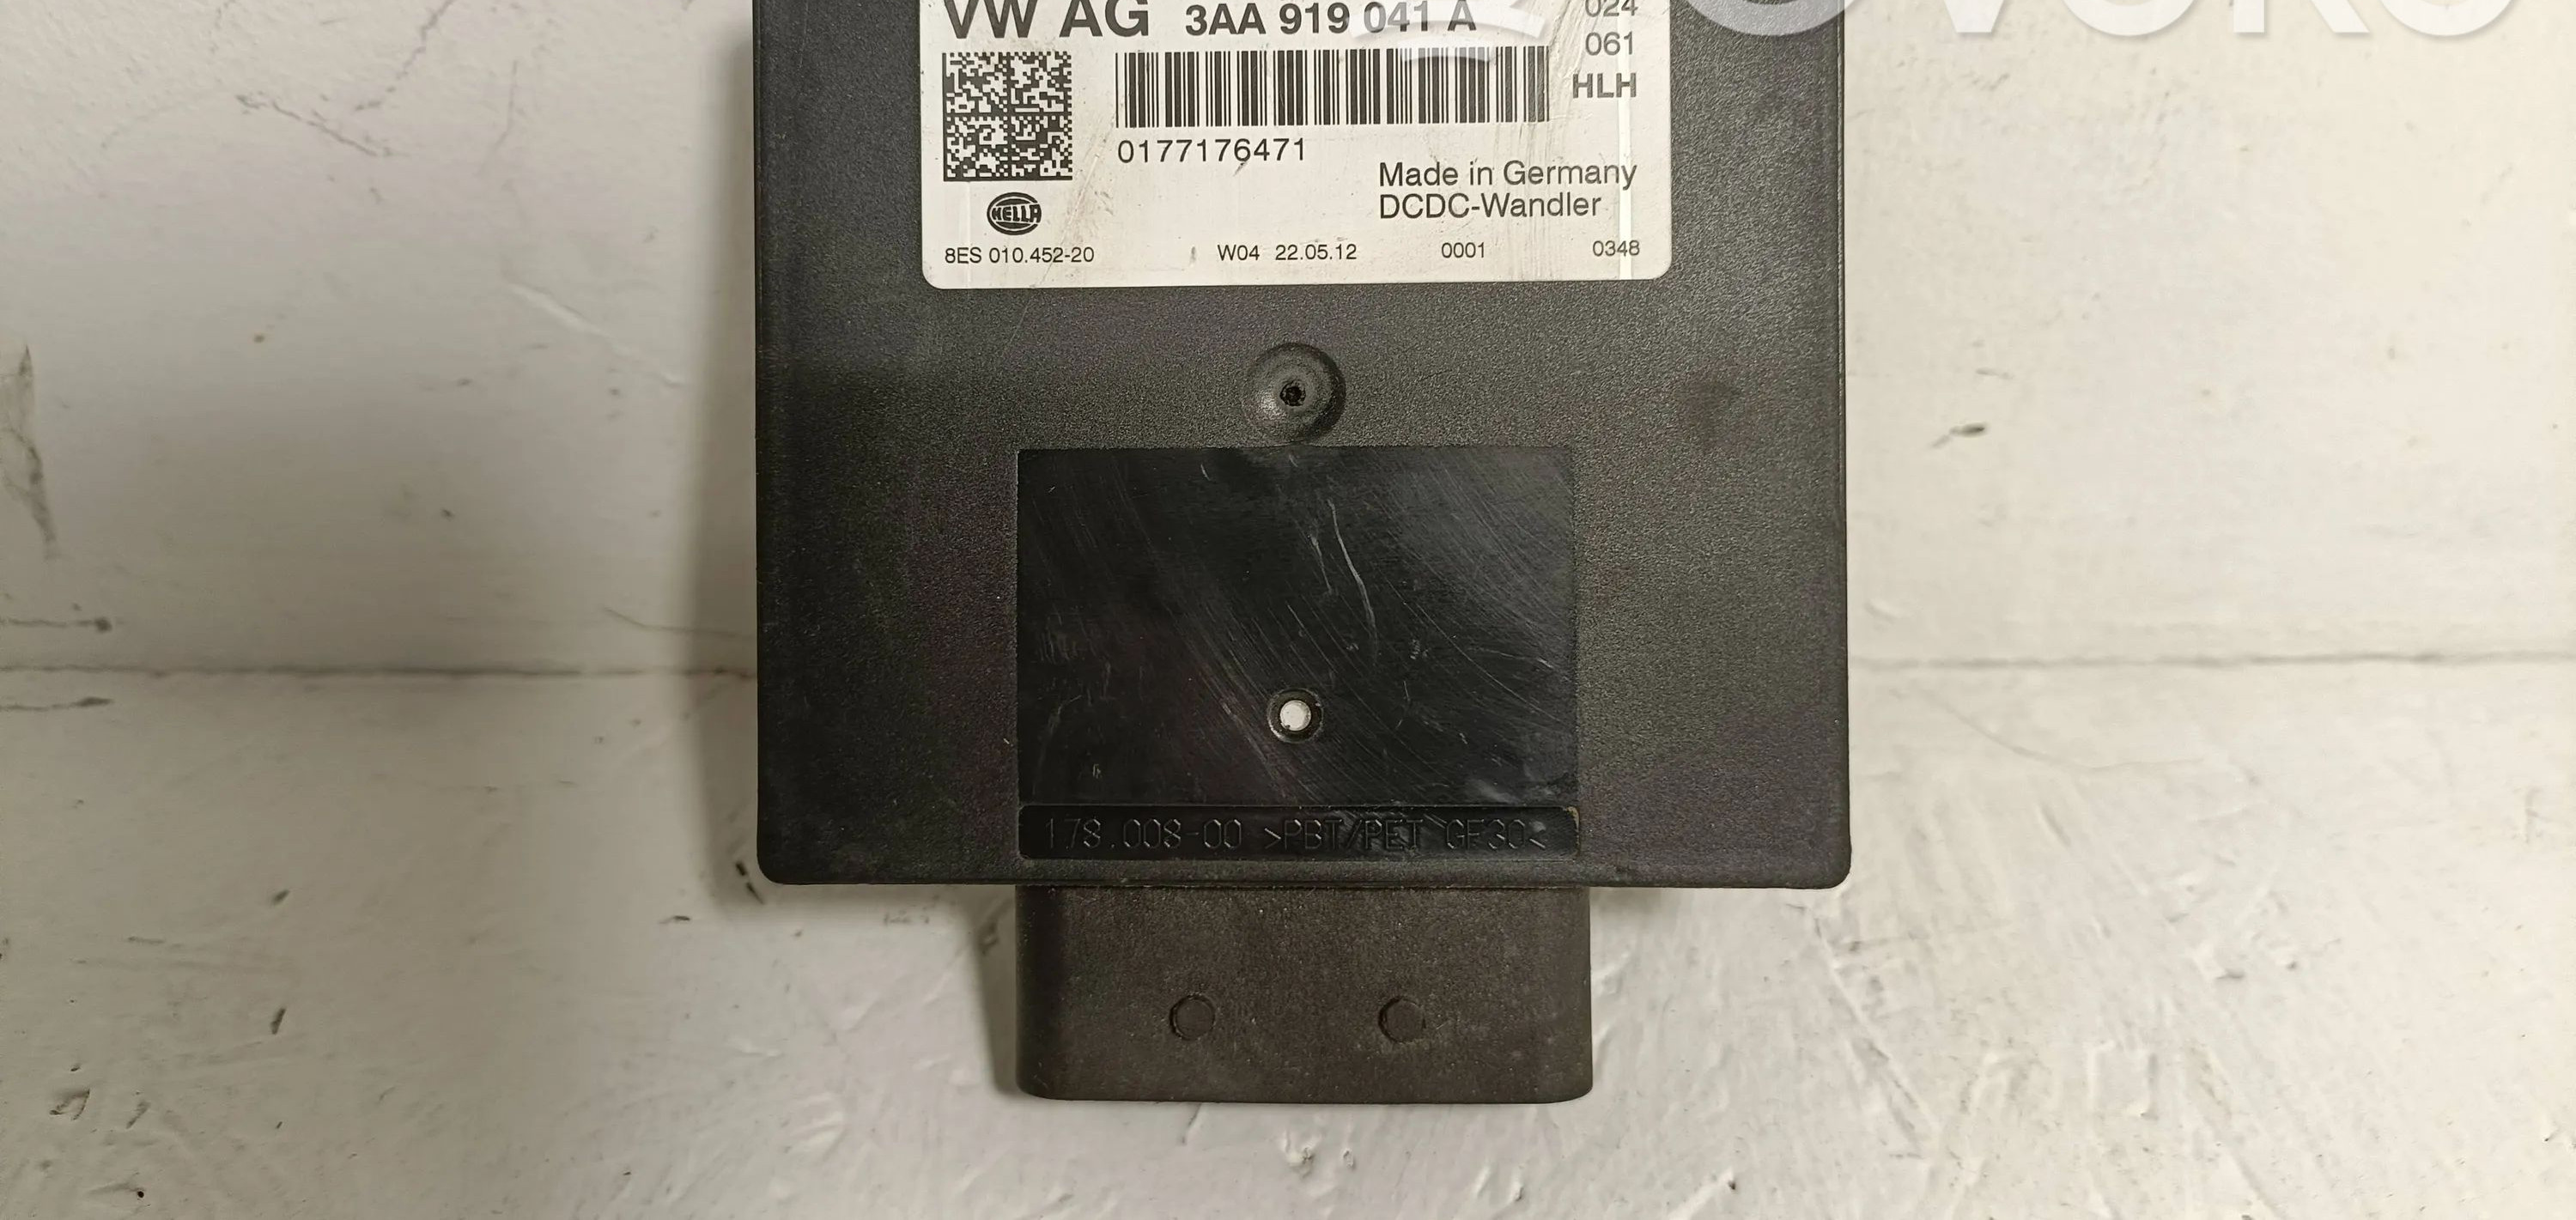 VW AG 3AA 919 041 A
024
061
HLH
0177176471
Made in Germany
DCDC-Wandler
HELLA
8ES 010.452-20 W04 22.05.12 0001 0348
178.008-00 >PBT/PET GF30<